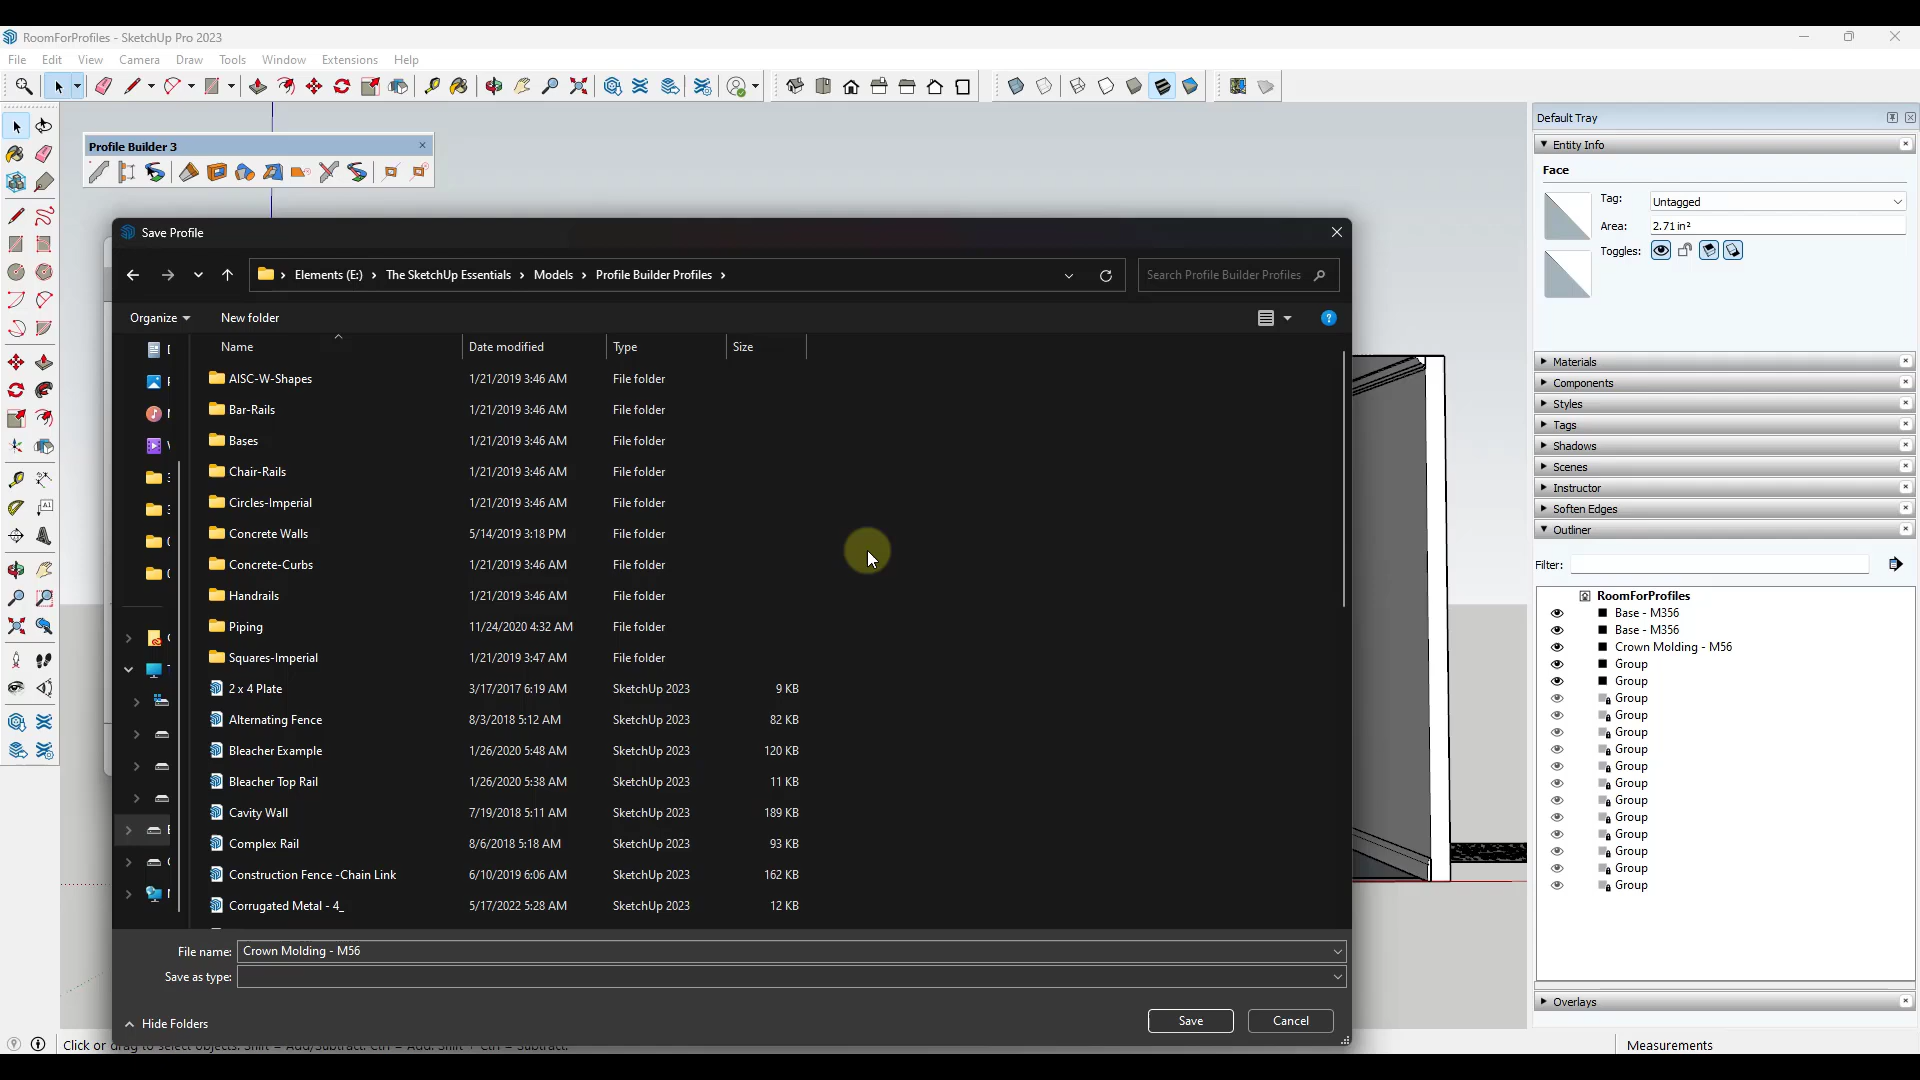 RoomForProfiles - SketchUp Pro 2023
File Edit View Camera Draw Tools Window Extensions Help
Profile Builder 3
Save Profile
Elements (E:) The SketchUp Essentials Models Profile Builder Profiles
Search Profile Builder Profiles
Organize New folder
Name Date modified Type Size
AISC-W-Shapes 1/21/2019 3:46 AM File folder
Bar-Rails 1/21/2019 3:46 AM File folder
Bases 1/21/2019 3:46 AM File folder
Chair-Rails 1/21/2019 3:46 AM File folder
Circles-Imperial 1/21/2019 3:46 AM File folder
Concrete Walls 5/14/2019 3:18 PM File folder
Concrete-Curbs 1/21/2019 3:46 AM File folder
Handrails 1/21/2019 3:46 AM File folder
Piping 11/24/2020 4:32 AM File folder
Squares-Imperial 1/21/2019 3:47 AM File folder
2 x 4 Plate 3/17/2017 6:19 AM SketchUp 2023 9 KB
Alternating Fence 8/3/2018 5:12 AM SketchUp 2023 82 KB
Bleacher Example 1/26/2020 5:48 AM SketchUp 2023 120 KB
Bleacher Top Rail 1/26/2020 5:38 AM SketchUp 2023 11 KB
Cavity Wall 7/19/2018 5:11 AM SketchUp 2023 189 KB
Complex Rail 8/6/2018 5:18 AM SketchUp 2023 93 KB
Construction Fence -Chain Link 6/10/2019 6:06 AM SketchUp 2023 162 KB
Corrugated Metal - 4_ 5/17/2022 5:28 AM SketchUp 2023 12 KB
File name: Crown Molding - M56
Save as type:
Hide Folders
Save Cancel
Click or drag to select objects. Shift = Add/Subtract. Ctrl = Add. Shift + Ctrl = Subtract.
Measurements
Default Tray
Entity Info
Face
Tag: Untagged
Area: 2.71 in²
Toggles:
Materials
Components
Styles
Tags
Shadows
Scenes
Instructor
Soften Edges
Outliner
Filter:
RoomForProfiles
Base - M356
Base - M356
Crown Molding - M56
Group
Group
Group
Group
Group
Group
Group
Group
Group
Group
Group
Group
Group
Group
Overlays